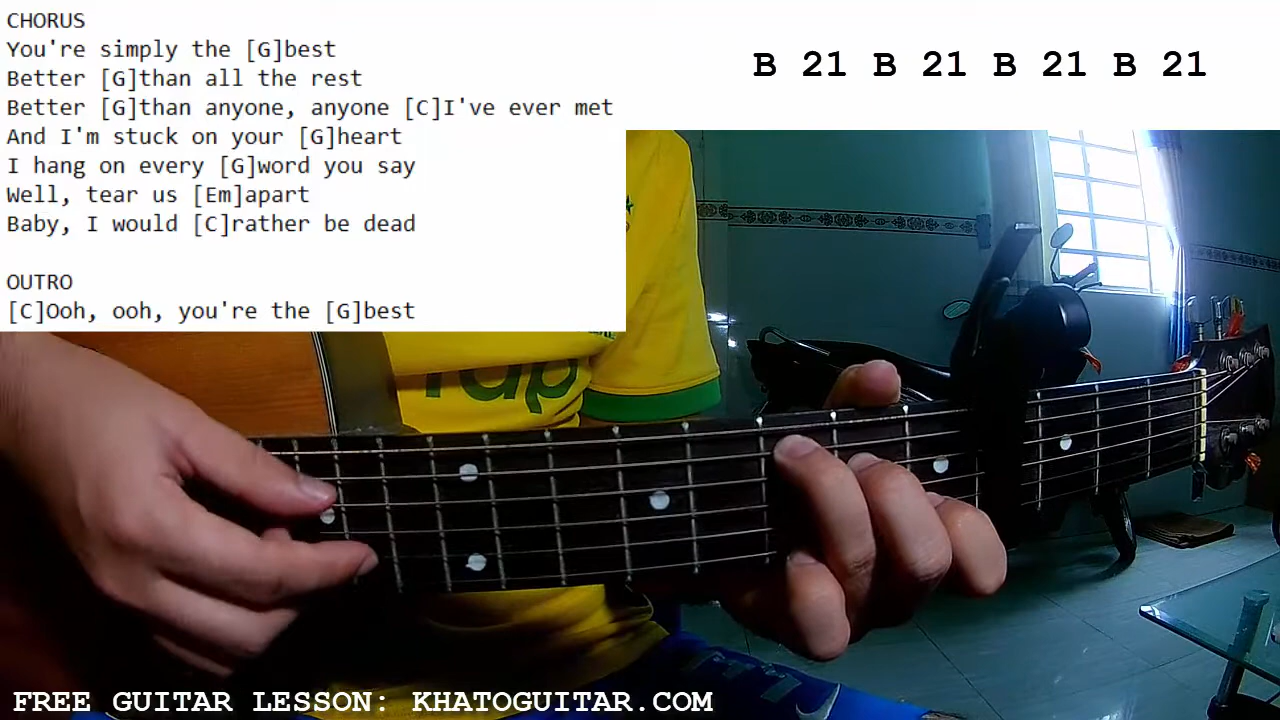 CHORUS
You're simply the [G]best
Better [G]than all the rest
Better [G]than anyone, anyone [C]I've ever met
And I'm stuck on your [G]heart
I hang on every [G]word you say
Well, tear us [Em]apart
Baby, I would [C]rather be dead
OUTRO
[C]Ooh, ooh, you're the [G]best
B 21 B 21 B 21 B 21
FREE GUITAR LESSON: KHATOGUITAR.COM